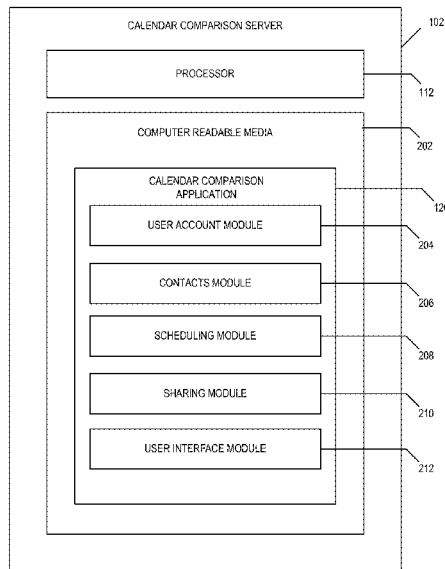 CALENDAR COMPARISON SERVER
102
PROCESSOR
112
COMPUTER READABLE MEDIA
202
CALENDAR COMPARISON
APPLICATION
USER ACCOUNT MODULE
204
CONTACTS MODULE
206
SCHEDULING MODULE
208
SHARING MODULE
210
USER INTERFACE MODULE
212